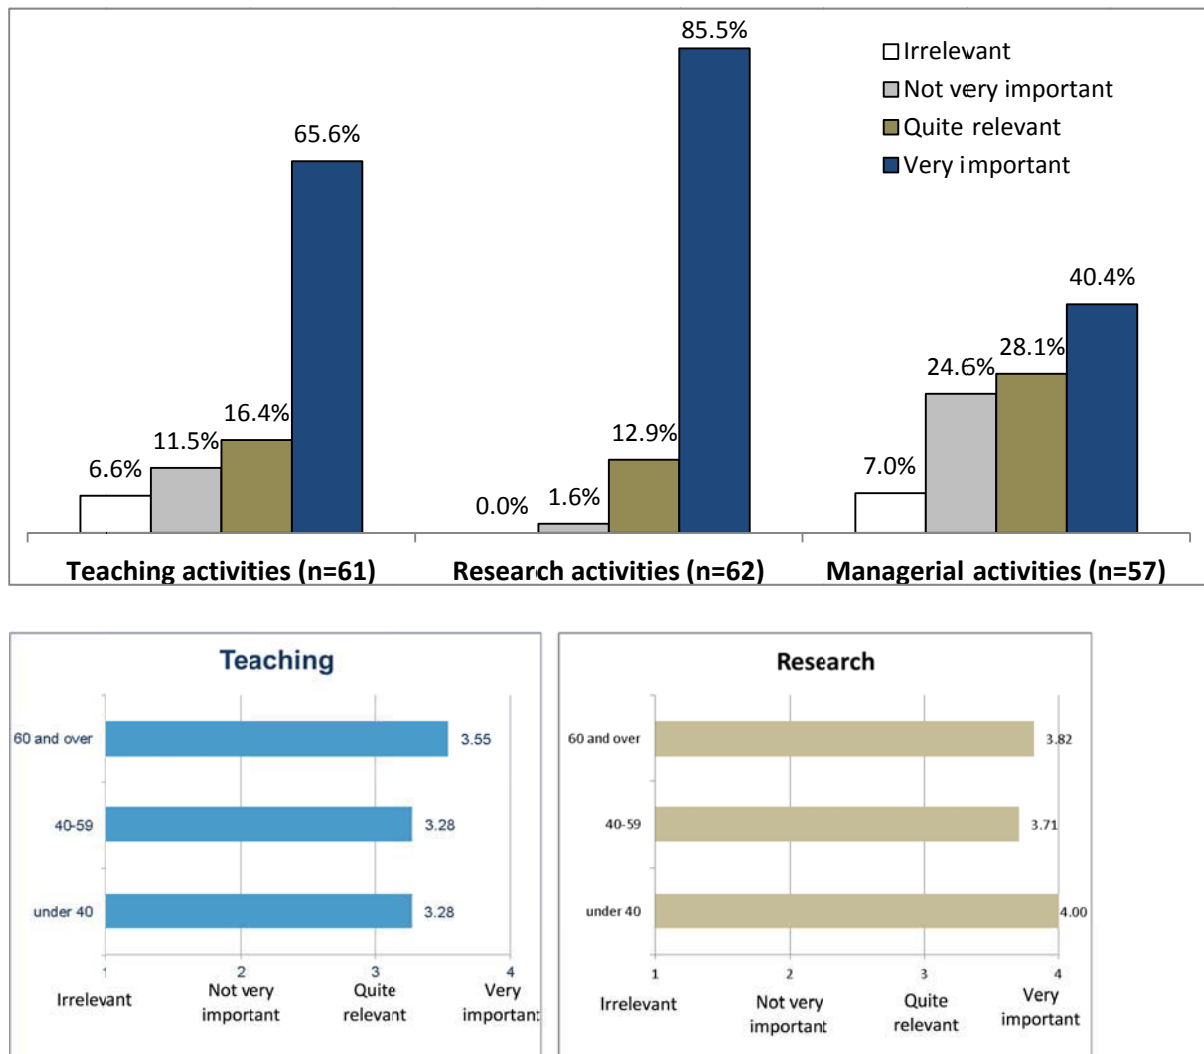 85.5%
Irrelevant
Not very important
Quite relevant
Very important
65.6%
40.4%
28.1%
24.6%
16.4%
12.9%
11.5%
7.0%
6.6%
1.6%
0.0%
Teaching activities (n=61) Research activities (n=62) Managerial activities (n=57)
Teaching
60 and over 3.55
40-59 3.28
under 40 3.28
1 2 3 4
Irrelevant Not very important Quite relevant Very important
Research
60 and over 3.82
40-59 3.71
under 40 4.00
1 2 3 4
Irrelevant Not very important Quite relevant Very important